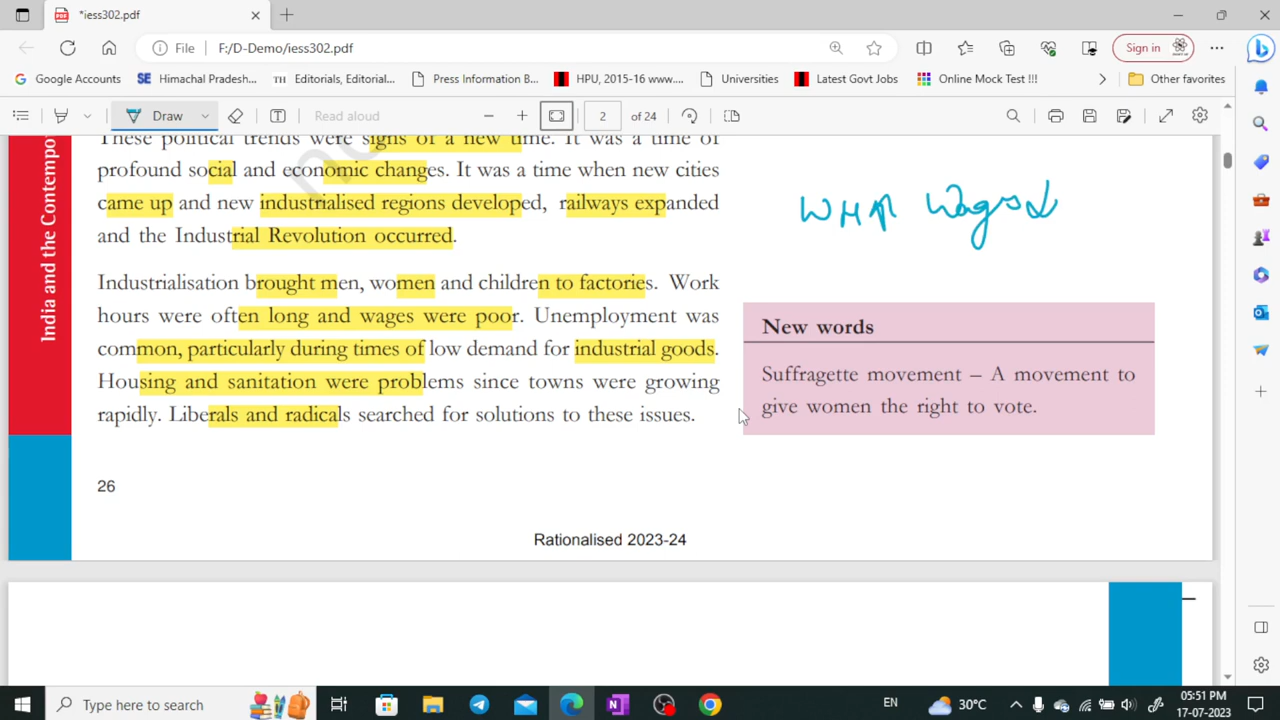 *iess302.pdf
File F:/D-Demo/iess302.pdf Sign in
Google Accounts SE Himachal Pradesh... TH Editorials, Editorial... Press Information B... HPU, 2015-16 www.... Universities Latest Govt Jobs Online Mock Test !!! Other favorites
Draw Read aloud 2 of 24
India and the Contempo
These political trends were signs of a new time. It was a time of
profound social and economic changes. It was a time when new cities
came up and new industrialised regions developed, railways expanded
and the Industrial Revolution occurred.
Industrialisation brought men, women and children to factories. Work
hours were often long and wages were poor. Unemployment was
common, particularly during times of low demand for industrial goods.
Housing and sanitation were problems since towns were growing
rapidly. Liberals and radicals searched for solutions to these issues.
New words
Suffragette movement – A movement to
give women the right to vote.
26
Rationalised 2023-24
Type here to search
EN 30°C 05:51 PM
17-07-2023